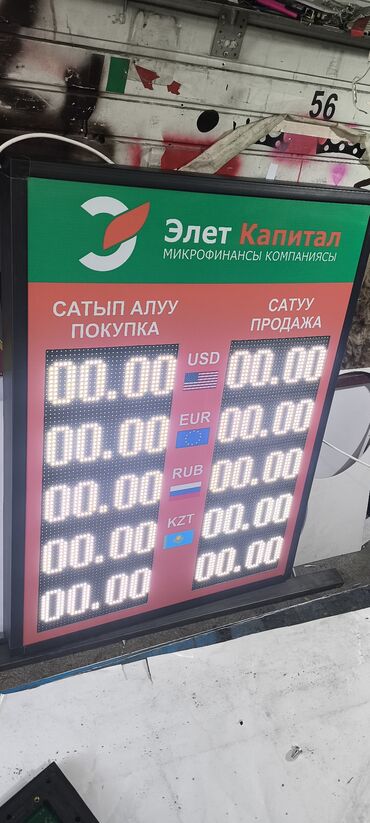 56
Элет Капитал
МИКРОФИНАНСЫ КОМПАНИЯСЫ
САТЫП АЛУУ
ПОКУПКА
САТУУ
ПРОДАЖА
00.00 USD 00.00
00.00 EUR 00.00
00.00 RUB 00.00
00.00 KZT 00.00
00.00 00.00